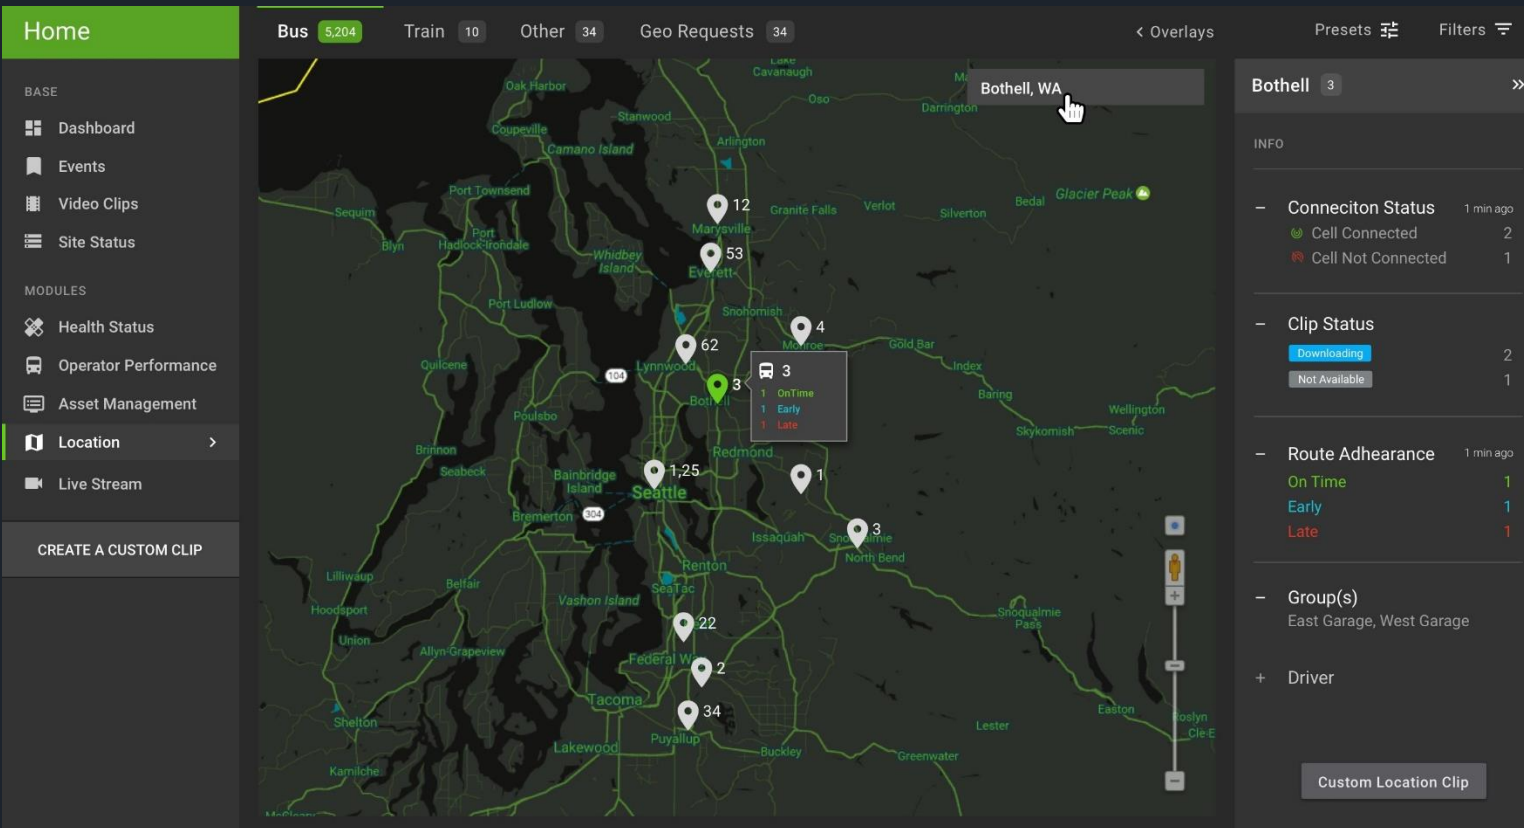 Home
Bus 5,204
Train 10
Other 34
Geo Requests 34
Overlays
Presets
Filters
BASE
Dashboard
Events
Video Clips
Site Status
MODULES
Health Status
Operator Performance
Asset Management
Location
Live Stream
CREATE A CUSTOM CLIP
Lake
Cavanaugh
Oak Harbor
Oso
Bothell, WA
Darrington
Stanwood
Coupeville
Arlington
Camano Island
Port Townsend
Glacier Peak
Bedal
12
Granite Falls
Verlot
Silverton
Sequim
Marysville
Port
Hadlock-Irondale
Blyn
53
Whidbey
Island
Everett
Port Ludlow
Snohomish
4
Monroe
Gold Bar
62
Quilcene
Lynnwood
Index
104
3
Baring
3
1 OnTime
1 Early
1 Late
Poulsbo
Wellington
Skykomish
Scenic
Brinnon
Redmond
Seabeck
Bainbridge
Island
1,25
Seattle
1
Bremerton
304
3
Issaquah
Snoqualmie
North Bend
Renton
Lilliwaup
Belfair
SeaTac
Vashon Island
Hoodsport
Snoqualmie
Pass
22
Union
Allyn-Grapeview
Federal Way
2
Tacoma
34
Shelton
Easton
Lester
Puyallup
Lakewood
Buckley
Greenwater
Kamilche
Bothell 3
INFO
Conneciton Status 1 min ago
Cell Connected 2
Cell Not Connected 1
Clip Status
Downloading 2
Not Available 1
Route Adhearance 1 min ago
On Time 1
Early 1
Late 1
Group(s)
East Garage, West Garage
Driver
Custom Location Clip